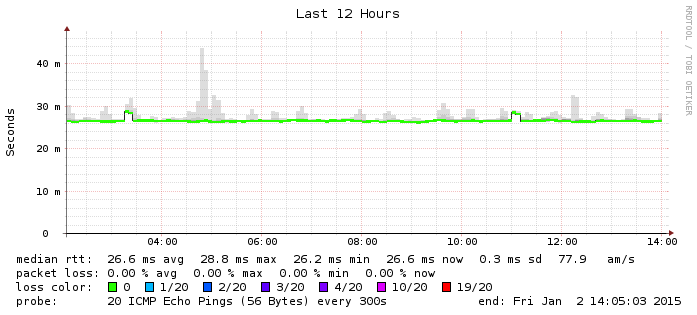 Last 12 Hours
RRDTOOL / TOBI OETIKER
Seconds
40 m
30 m
20 m
10 m
0
04:00 06:00 08:00 10:00 12:00 14:00
median rtt: 26.6 ms avg 28.8 ms max 26.2 ms min 26.6 ms now 0.3 ms sd 77.9 am/s
packet loss: 0.00 % avg 0.00 % max 0.00 % min 0.00 % now
loss color: 0 1/20 2/20 3/20 4/20 10/20 19/20
probe: 20 ICMP Echo Pings (56 Bytes) every 300s end: Fri Jan 2 14:05:03 2015